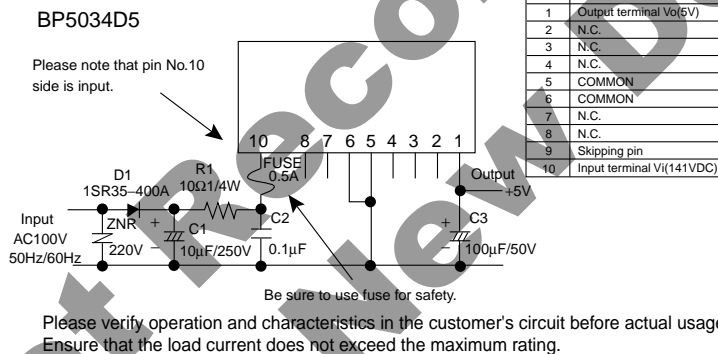 BP5034D5
Please note that pin No.10
side is input.
1 Output terminal Vo(5V)
2 N.C.
3 N.C.
4 N.C.
5 COMMON
6 COMMON
7 N.C.
8 N.C.
9 Skipping pin
10 Input terminal Vi(141VDC)
10 8 7 6 5 4 3 2 1
FUSE
0.5A
D1
1SR35–400A
R1
10Ω1/4W
Output
+5V
Input
AC100V
50Hz/60Hz
ZNR
220V
+
–
C1
10μF/250V
C2
0.1μF
+
–
C3
100μF/50V
Be sure to use fuse for safety.
Please verify operation and characteristics in the customer's circuit before actual usage
Ensure that the load current does not exceed the maximum rating.